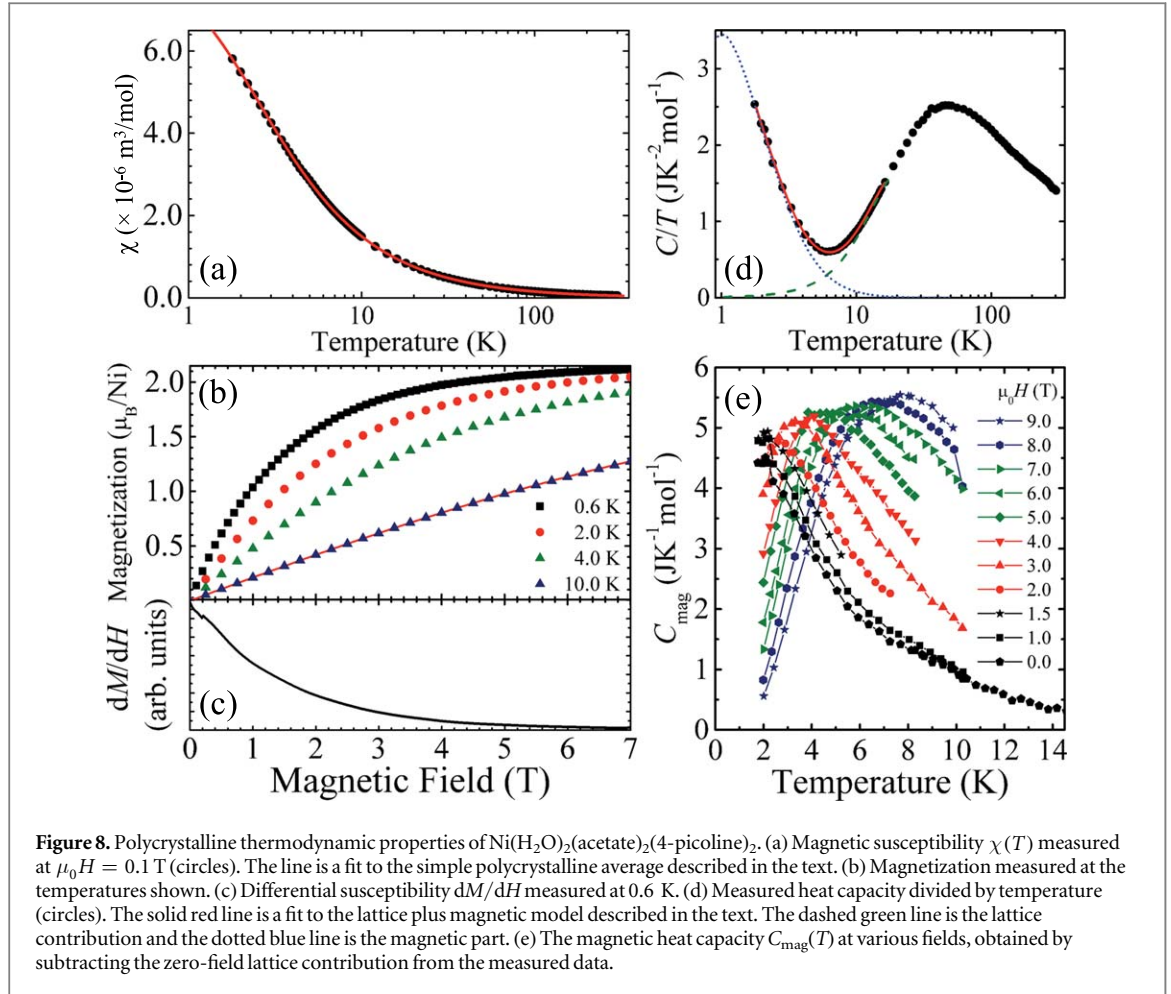 6.0
4.0
2.0
0.0
χ (× 10⁻⁶ m³/mol)
(a)
1
10
100
Temperature (K)
3
2
1
0
C/T (JK⁻²mol⁻¹)
(d)
1
10
100
Temperature (K)
2.0
1.5
1.0
0.5
Magnetization (μB/Ni)
(b)
0.6 K
2.0 K
4.0 K
10.0 K
dM/dH
(arb. units)
(c)
0
1
2
3
4
5
6
7
Magnetic Field (T)
6
5
4
3
2
1
0
Cmag (JK⁻¹mol⁻¹)
(e)
μ₀H (T)
9.0
8.0
7.0
6.0
5.0
4.0
3.0
2.0
1.5
1.0
0.0
0
2
4
6
8
10
12
14
Temperature (K)
Figure 8. Polycrystalline thermodynamic properties of Ni(H₂O)₂(acetate)₂(4-picoline)₂. (a) Magnetic susceptibility χ(T) measured
at μ₀H = 0.1 T (circles). The line is a fit to the simple polycrystalline average described in the text. (b) Magnetization measured at the
temperatures shown. (c) Differential susceptibility dM/dH measured at 0.6 K. (d) Measured heat capacity divided by temperature
(circles). The solid red line is a fit to the lattice plus magnetic model described in the text. The dashed green line is the lattice
contribution and the dotted blue line is the magnetic part. (e) The magnetic heat capacity Cmag(T) at various fields, obtained by
subtracting the zero-field lattice contribution from the measured data.